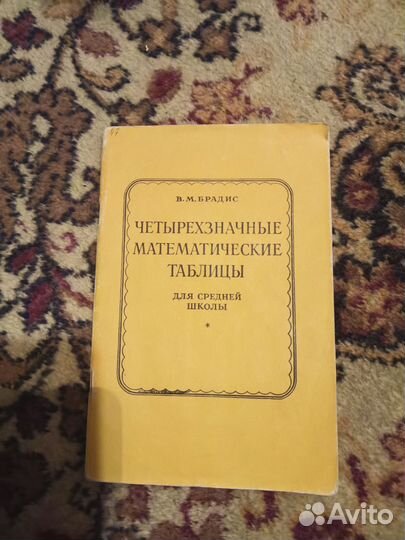 В. М. БРАДИС
ЧЕТЫРЕХЗНАЧНЫЕ
МАТЕМАТИЧЕСКИЕ
ТАБЛИЦЫ
ДЛЯ СРЕДНЕЙ
ШКОЛЫ
*
Avito